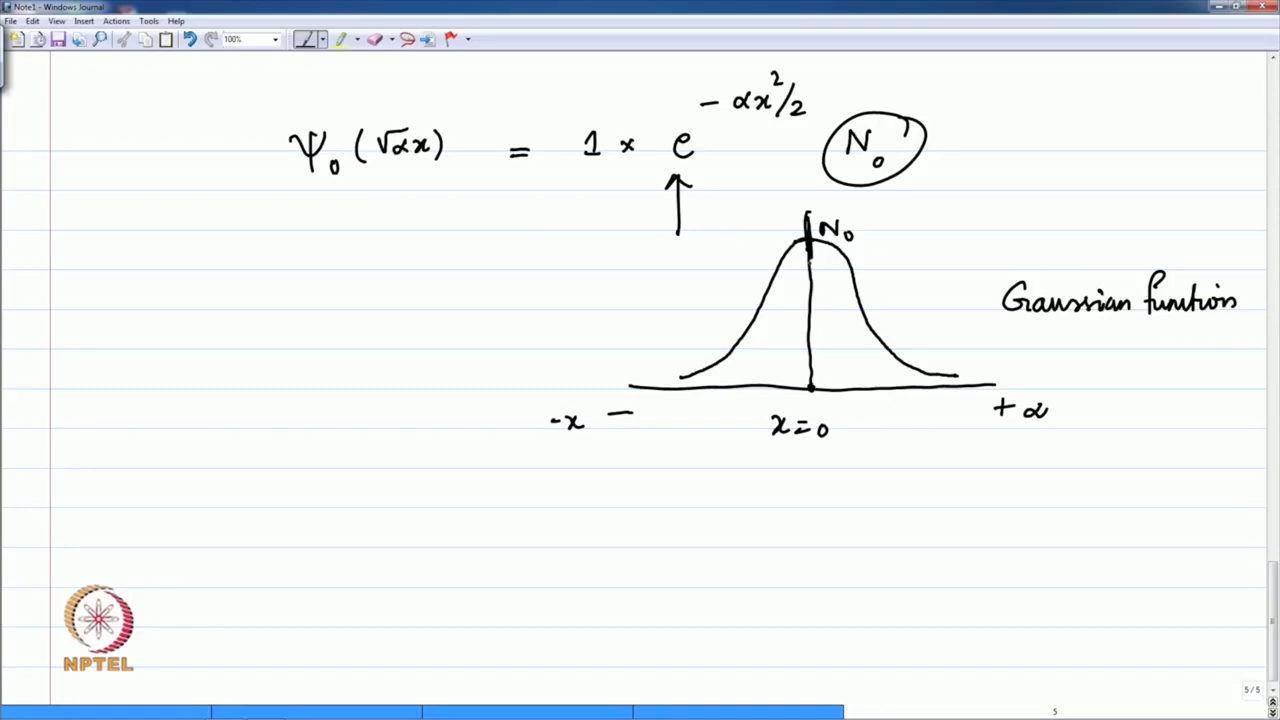 Note1 - Windows Journal
File Edit View Insert Actions Tools Help
100%
ψ₀ (√αx) = 1 × e^(- αx²/2) N₀
N₀
Gaussian function
-x − x=0 + α
NPTEL
5/5
5